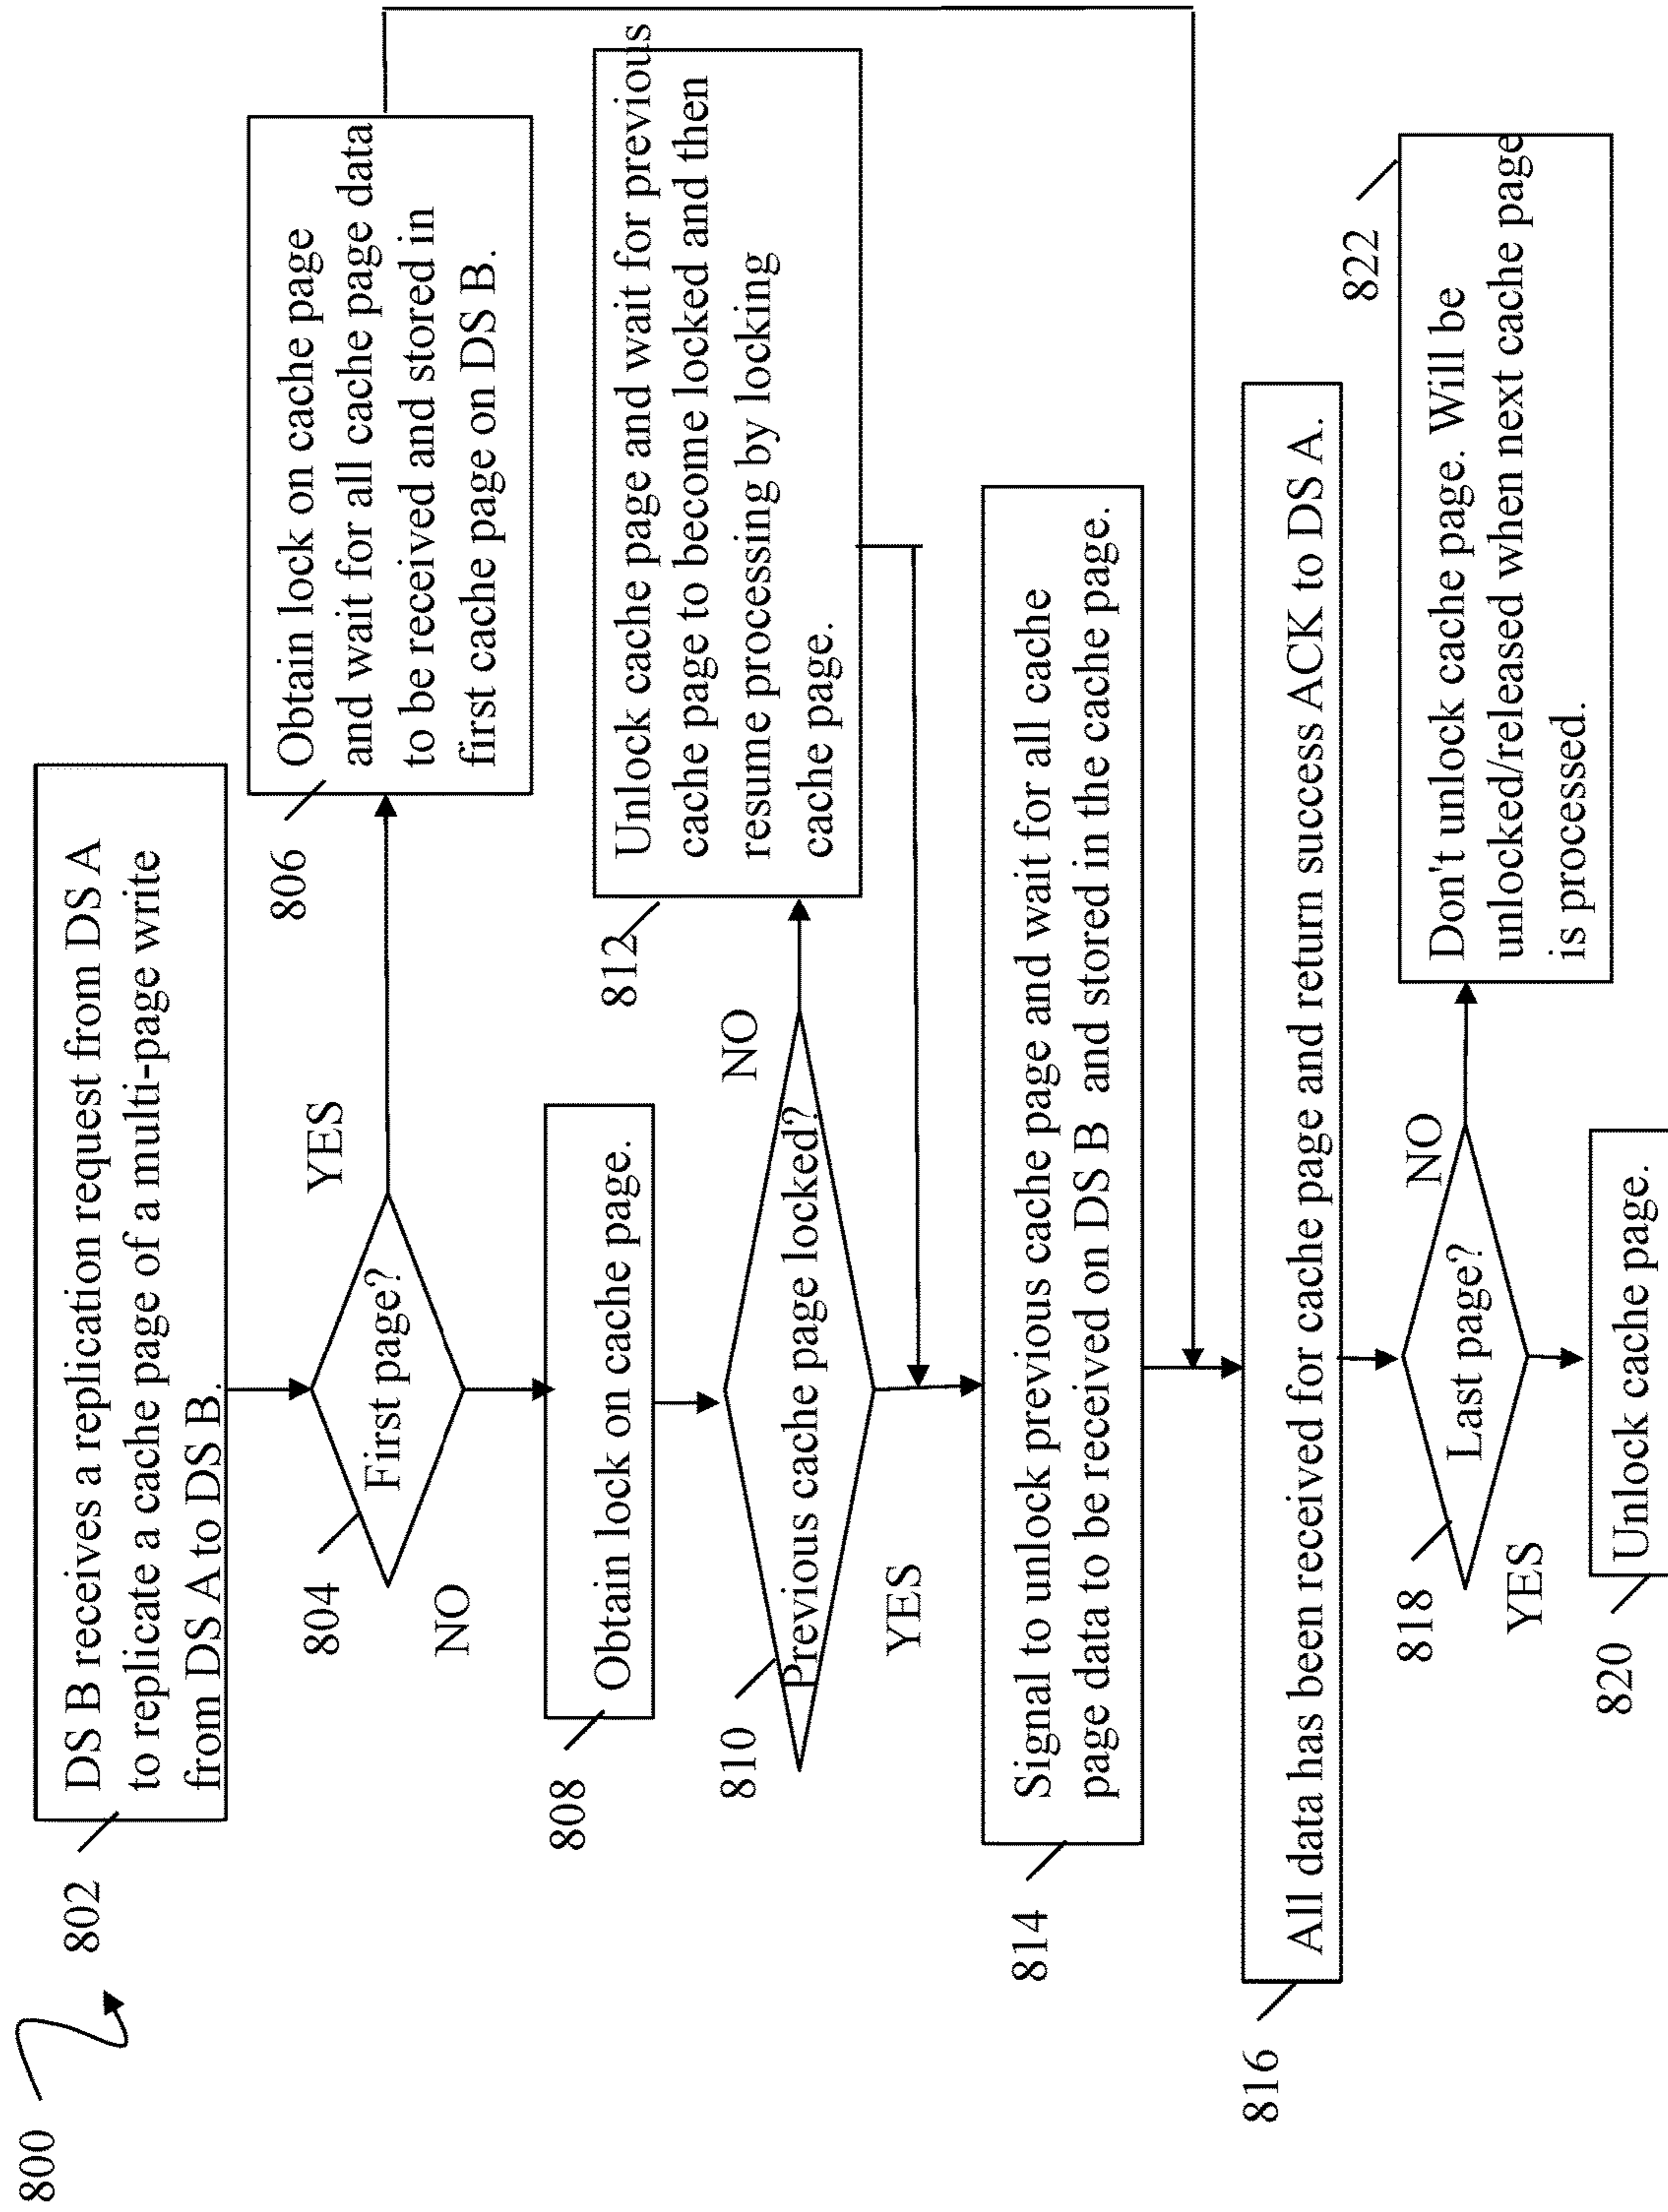 800
802
DS B receives a replication request from DS A
to replicate a cache page of a multi-page write
from DS A to DS B.
804
First page?
YES
NO
806
Obtain lock on cache page
and wait for all cache page data
to be received and stored in
first cache page on DS B.
808
Obtain lock on cache page.
810
Previous cache page locked?
NO
YES
812
Unlock cache page and wait for previous
cache page to become locked and then
resume processing by locking
cache page.
814
Signal to unlock previous cache page and wait for all cache
page data to be received on DS B and stored in the cache page.
816
All data has been received for cache page and return success ACK to DS A.
818
Last page?
NO
YES
822
Don't unlock cache page. Will be
unlocked/released when next cache page
is processed.
820
Unlock cache page.